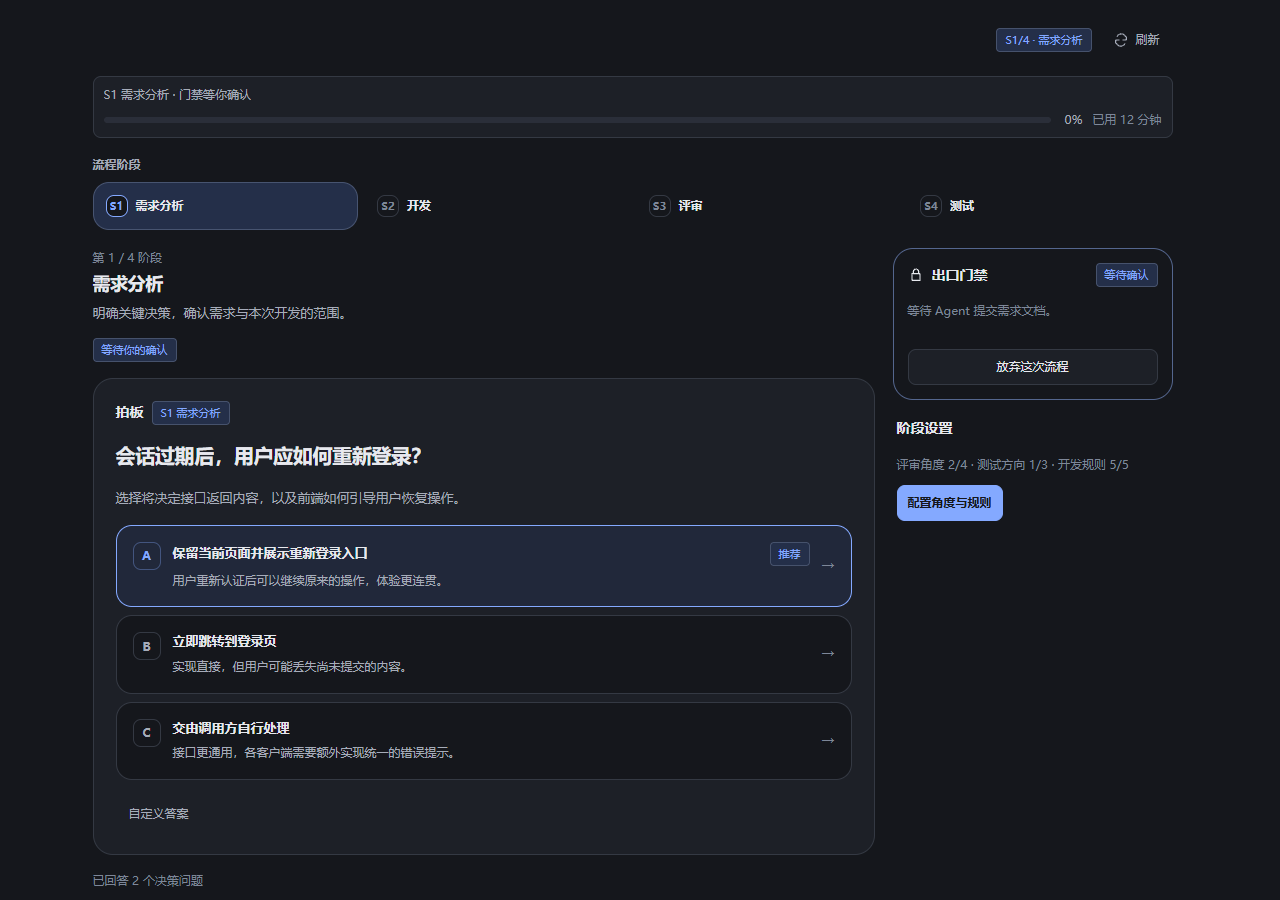 S1/4 · 需求分析 刷新
S1 需求分析 · 门禁等你确认
0% 已用 12 分钟
流程阶段
S1 需求分析 S2 开发 S3 评审 S4 测试
第 1 / 4 阶段
需求分析
明确关键决策，确认需求与本次开发的范围。
等待你的确认
拍板 S1 需求分析
会话过期后，用户应如何重新登录？
选择将决定接口返回内容，以及前端如何引导用户恢复操作。
A 保留当前页面并展示重新登录入口 推荐 →
用户重新认证后可以继续原来的操作，体验更连贯。
B 立即跳转到登录页 →
实现直接，但用户可能丢失尚未提交的内容。
C 交由调用方自行处理 →
接口更通用，各客户端需要额外实现统一的错误提示。
自定义答案
已回答 2 个决策问题
出口门禁 等待确认
等待 Agent 提交需求文档。
放弃这次流程
阶段设置
评审角度 2/4 · 测试方向 1/3 · 开发规则 5/5
配置角度与规则